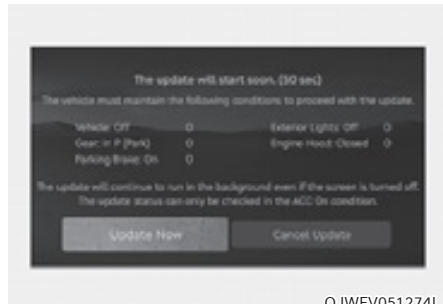 The update will start soon. (50 sec)
The vehicle must maintain the following conditions to proceed with the update.
Vehicle: Off O Exterior Lights: Off O
Gear: in P (Park) O Engine Hood: Closed O
Parking Brake: On O
The update will continue to run in the background even if the screen is turned off.
The update status can only be checked in the ACC On condition.
Update Now Cancel Update